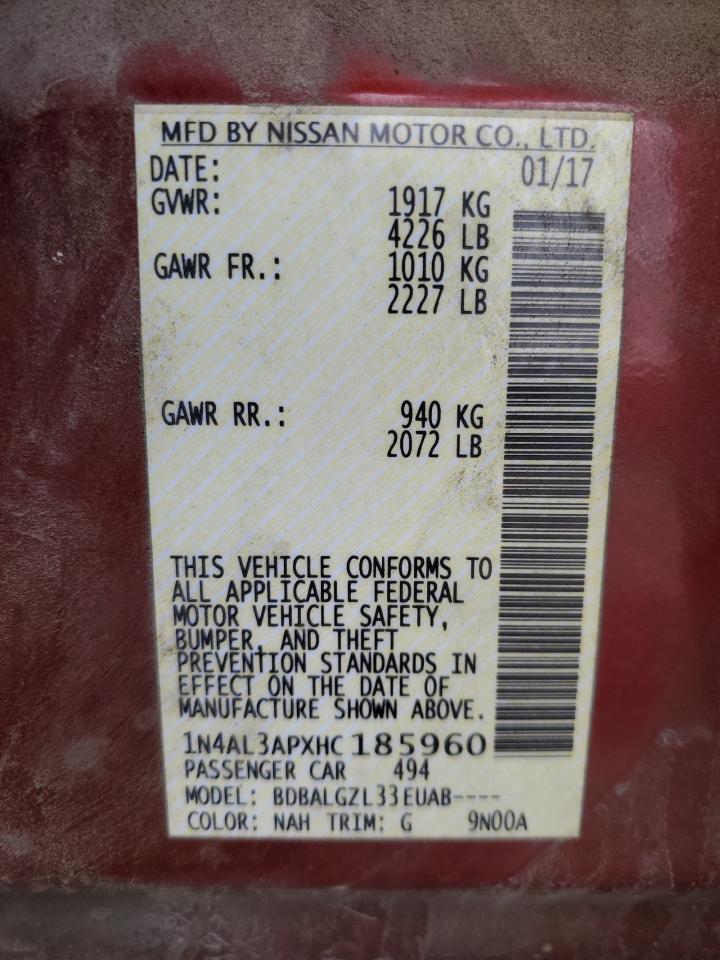 MFD BY NISSAN MOTOR CO., LTD.
DATE: 01/17
GVWR: 1917 KG
4226 LB
GAWR FR.: 1010 KG
2227 LB
GAWR RR.: 940 KG
2072 LB
THIS VEHICLE CONFORMS TO
ALL APPLICABLE FEDERAL
MOTOR VEHICLE SAFETY,
BUMPER, AND THEFT
PREVENTION STANDARDS IN
EFFECT ON THE DATE OF
MANUFACTURE SHOWN ABOVE.
1N4AL3APXHC185960
PASSENGER CAR 494
MODEL: BDBALGZL33EUAB----
COLOR: NAH TRIM: G 9N00A